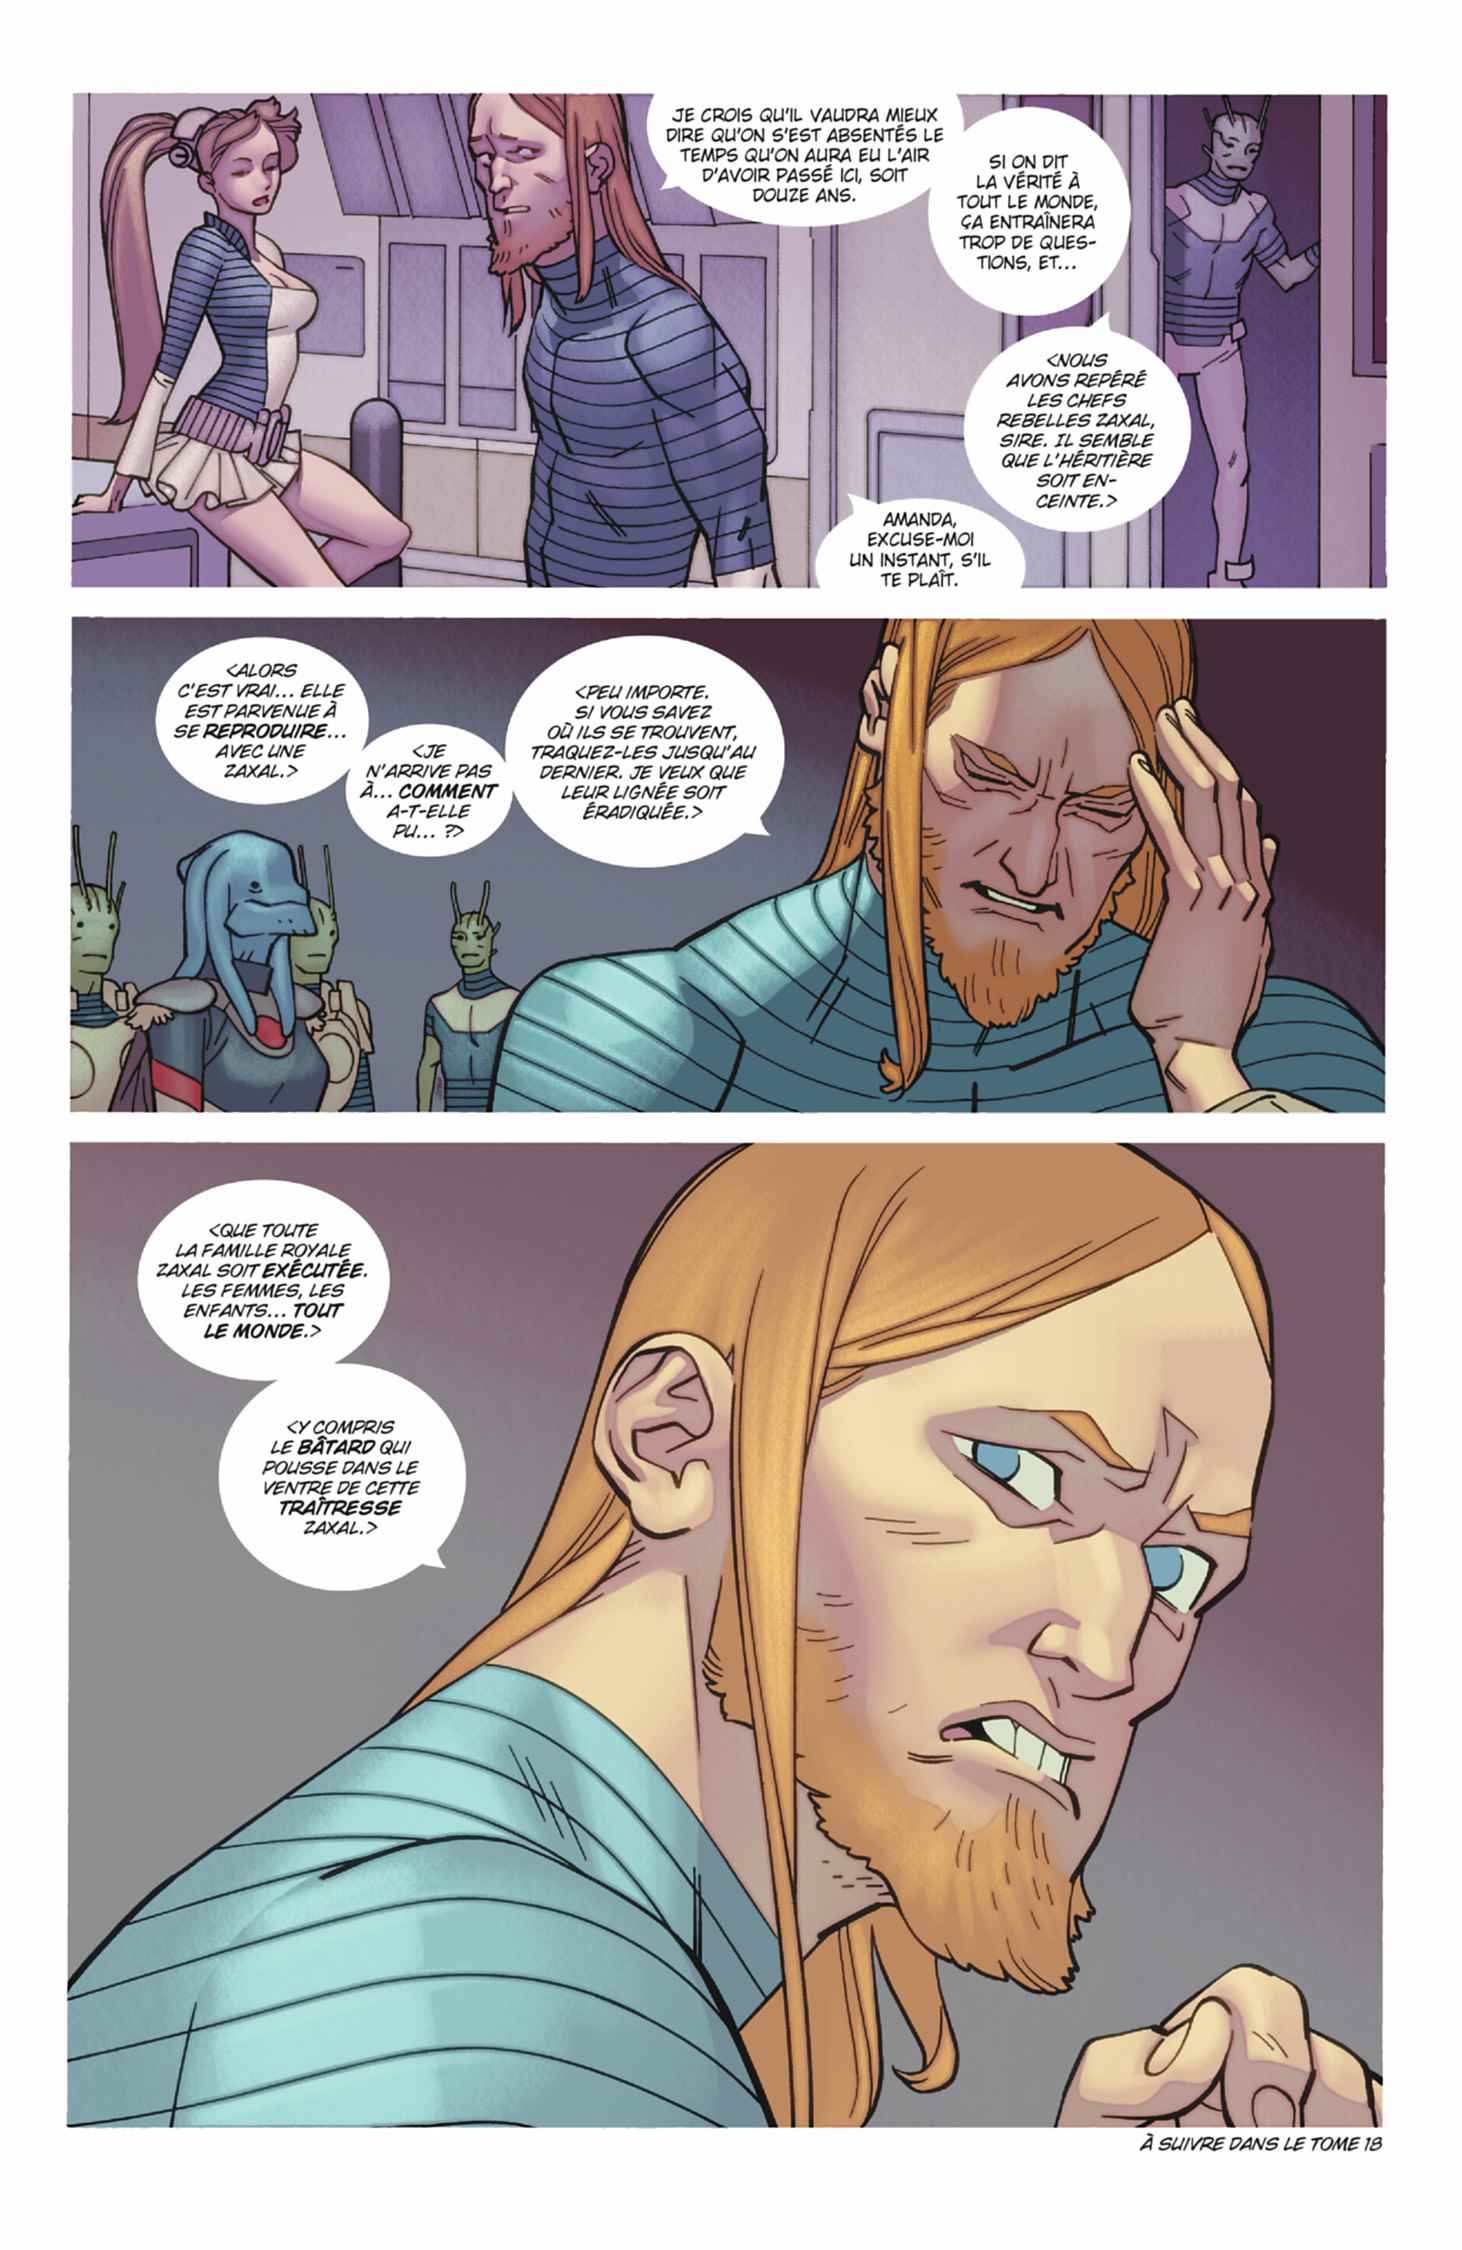 JE CROIS QU'IL VAUDRA MIEUX
DIRE QU'ON S'EST ABSENTÉS LE
TEMPS QU'ON AURA EU L'AIR
D'AVOIR PASSÉ ICI, SOIT
DOUZE ANS.
SI ON DIT
LA VÉRITÉ À
TOUT LE MONDE,
ÇA ENTRAÎNERA
TROP DE QUES-
TIONS, ET...
<NOUS
AVONS REPÉRÉ
LES CHEFS
REBELLES ZAXAL,
SIRE. IL SEMBLE
QUE L'HÉRITIÈRE
SOIT EN-
CEINTE.>
AMANDA,
EXCUSE-MOI
UN INSTANT, S'IL
TE PLAÎT.
<ALORS
C'EST VRAI... ELLE
EST PARVENUE À
SE REPRODUIRE...
AVEC UNE
ZAXAL.>
<JE
N'ARRIVE PAS
À... COMMENT
A-T-ELLE
PU... ?>
<PEU IMPORTE.
SI VOUS SAVEZ
OÙ ILS SE TROUVENT,
TRAQUEZ-LES JUSQU'AU
DERNIER. JE VEUX QUE
LEUR LIGNÉE SOIT
ÉRADIQUÉE.>
<QUE TOUTE
LA FAMILLE ROYALE
ZAXAL SOIT EXÉCUTÉE.
LES FEMMES, LES
ENFANTS... TOUT
LE MONDE.>
<Y COMPRIS
LE BÂTARD QUI
POUSSE DANS LE
VENTRE DE CETTE
TRAÎTRESSE
ZAXAL.>
À SUIVRE DANS LE TOME 18